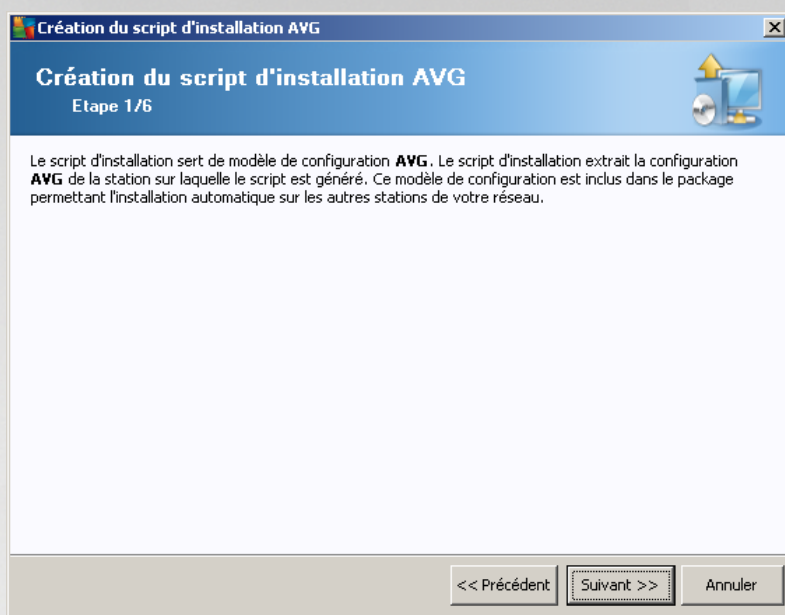 Création du script d'installation AVG
Création du script d'installation AVG
Etape 1/6
Le script d'installation sert de modèle de configuration AVG. Le script d'installation extrait la configuration
AVG de la station sur laquelle le script est généré. Ce modèle de configuration est inclus dans le package
permettant l'installation automatique sur les autres stations de votre réseau.
<< Précédent Suivant >> Annuler